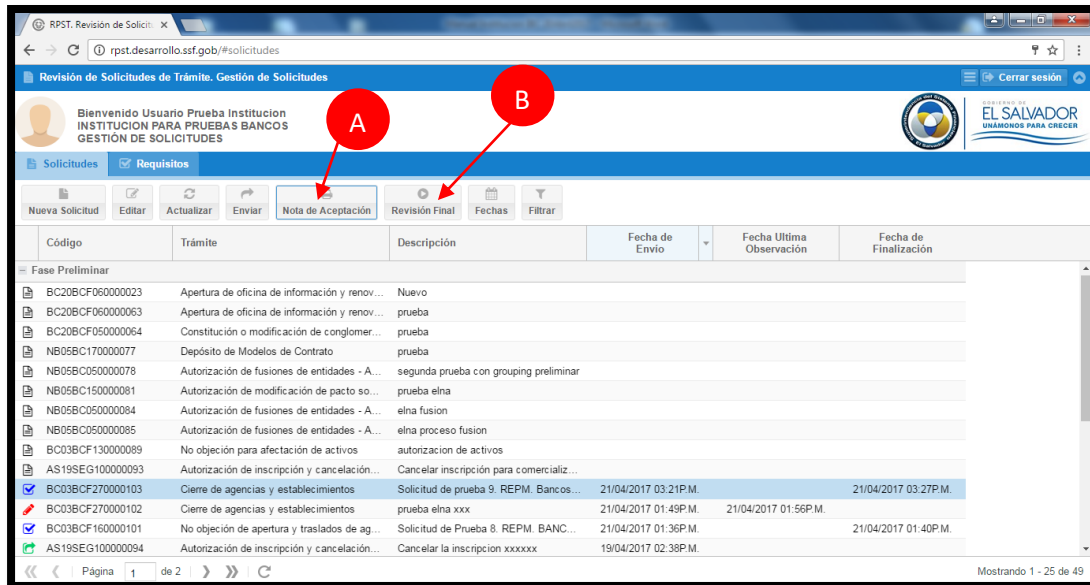 RPST. Revisión de Solicit
rpst.desarrollo.ssf.gob/#solicitudes
Revisión de Solicitudes de Trámite. Gestión de Solicitudes
Cerrar sesión
Bienvenido Usuario Prueba Institucion
INSTITUCION PARA PRUEBAS BANCOS
GESTIÓN DE SOLICITUDES
A
B
GOBIERNO DE
EL SALVADOR
UNÁMONOS PARA CRECER
Solicitudes Requisitos
Nueva Solicitud Editar Actualizar Enviar Nota de Aceptación Revisión Final Fechas Filtrar
Código Trámite Descripción Fecha de Envío Fecha Ultima Observación Fecha de Finalización
Fase Preliminar
BC20BCF060000023 Apertura de oficina de información y renov... Nuevo
BC20BCF060000063 Apertura de oficina de información y renov... prueba
BC20BCF050000064 Constitución o modificación de conglomer... prueba
NB05BC170000077 Depósito de Modelos de Contrato prueba
NB05BC050000078 Autorización de fusiones de entidades - A... segunda prueba con grouping preliminar
NB05BC150000081 Autorización de modificación de pacto so... prueba elna
NB05BC050000084 Autorización de fusiones de entidades - A... elna fusion
NB05BC050000085 Autorización de fusiones de entidades - A... elna proceso fusion
BC03BCF130000089 No objeción para afectación de activos autorizacion de activos
AS19SEG100000093 Autorización de inscripción y cancelación... Cancelar inscripción para comercializ...
BC03BCF270000103 Cierre de agencias y establecimientos Solicitud de prueba 9. REPM. Bancos... 21/04/2017 03:21P.M. 21/04/2017 03:27P.M.
BC03BCF270000102 Cierre de agencias y establecimientos prueba elna xxx 21/04/2017 01:49P.M. 21/04/2017 01:56P.M.
BC03BCF160000101 No objeción de apertura y traslados de ag... Solicitud de Prueba 8. REPM. BANC... 21/04/2017 01:36P.M. 21/04/2017 01:40P.M.
AS19SEG100000094 Autorización de inscripción y cancelación... Cancelar la inscripcion xxxxxx 19/04/2017 02:38P.M.
Página 1 de 2 Mostrando 1 - 25 de 49